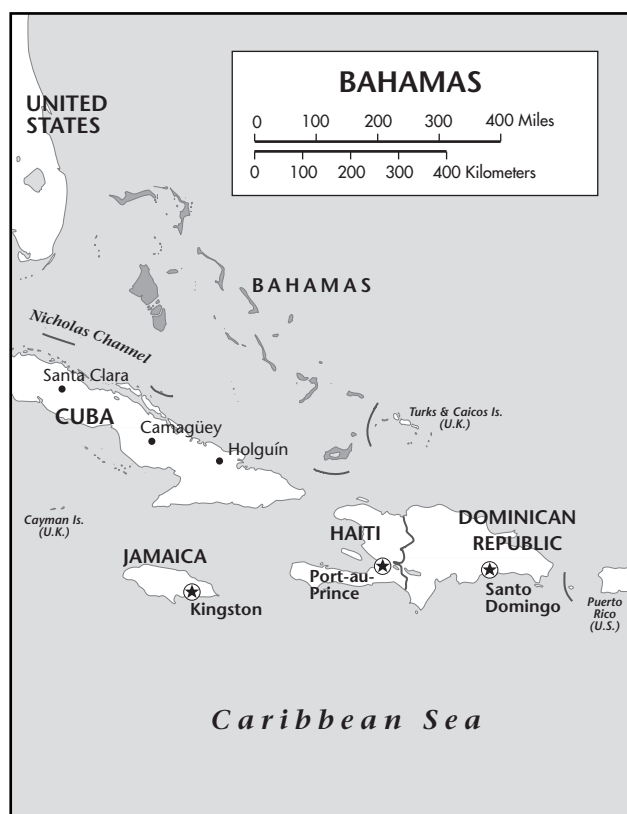 BAHAMAS
0 100 200 300 400 Miles
0 100 200 300 400 Kilometers
UNITED
STATES
BAHAMAS
Nicholas Channel
Santa Clara
CUBA
Camagüey
Holguín
Turks & Caicos Is.
(U.K.)
Cayman Is.
(U.K.)
JAMAICA
Kingston
HAITI
Port-au-
Prince
DOMINICAN
REPUBLIC
Santo
Domingo
Puerto
Rico
(U.S.)
Caribbean Sea